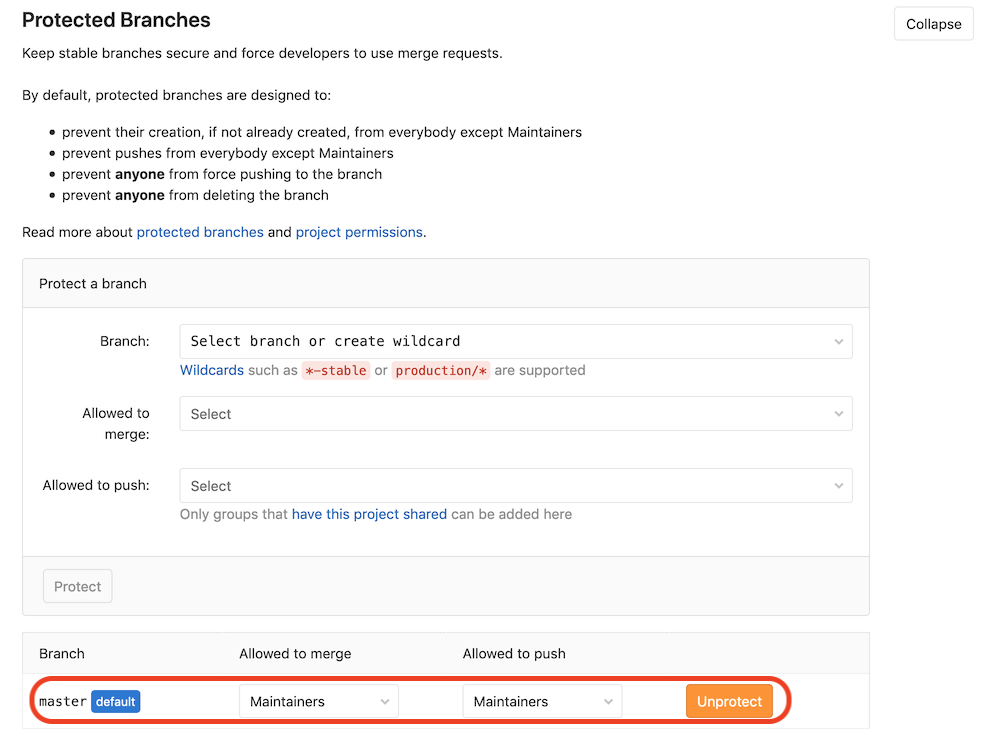 Protected Branches
Collapse
Keep stable branches secure and force developers to use merge requests.
By default, protected branches are designed to:
prevent their creation, if not already created, from everybody except Maintainers
prevent pushes from everybody except Maintainers
prevent anyone from force pushing to the branch
prevent anyone from deleting the branch
Read more about protected branches and project permissions.
Protect a branch
Branch:
Select branch or create wildcard
Wildcards such as *-stable or production/* are supported
Allowed to
merge:
Select
Allowed to push:
Select
Only groups that have this project shared can be added here
Protect
Branch Allowed to merge Allowed to push
master default Maintainers Maintainers Unprotect